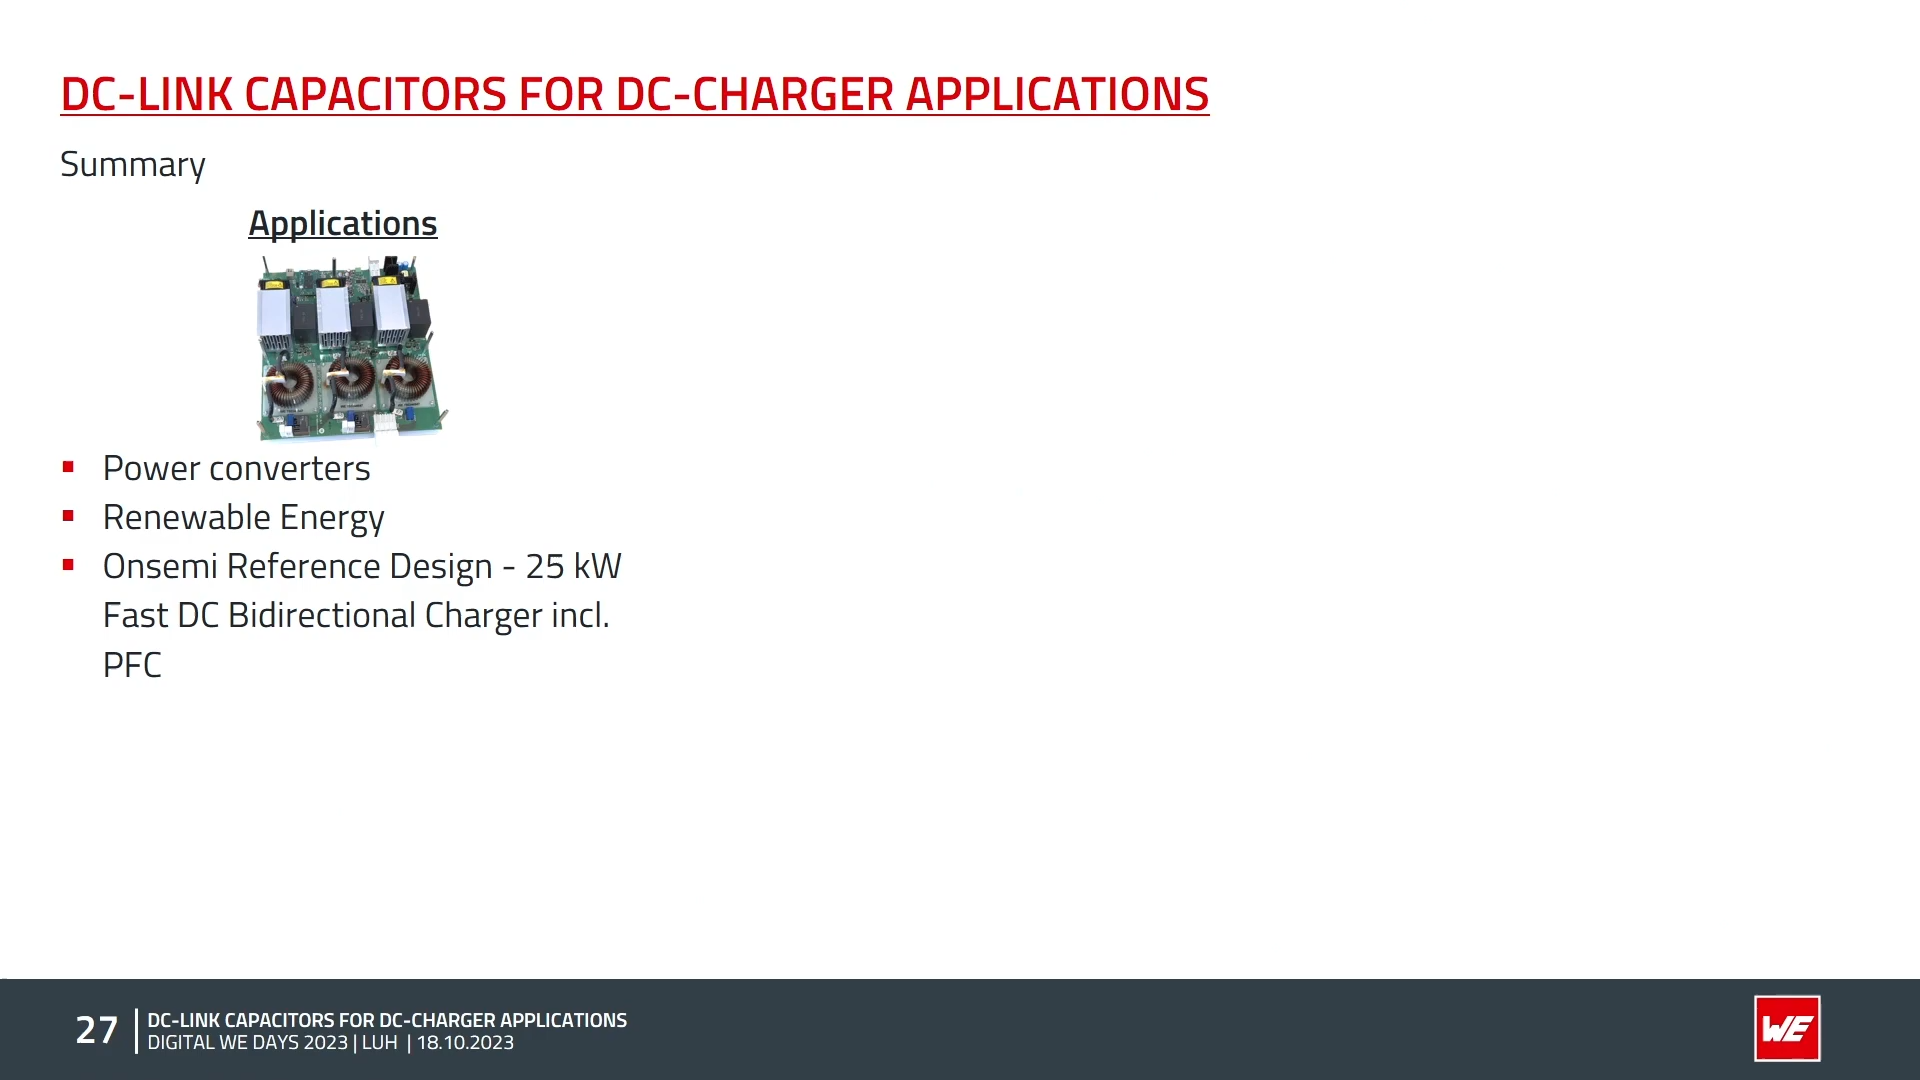 DC-LINK CAPACITORS FOR DC-CHARGER APPLICATIONS
Summary
Applications
Power converters
Renewable Energy
Onsemi Reference Design - 25 kW
Fast DC Bidirectional Charger incl.
PFC
27
DC-LINK CAPACITORS FOR DC-CHARGER APPLICATIONS
DIGITAL WE DAYS 2023 | LUH | 18.10.2023
WE